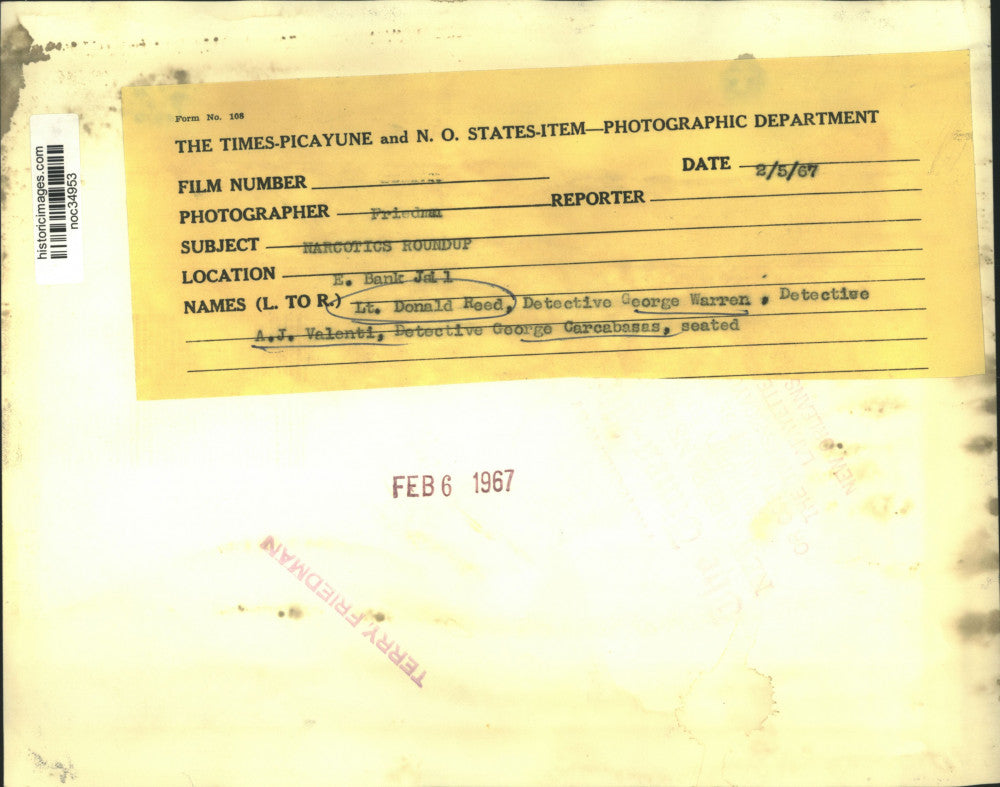 Form No. 108
THE TIMES-PICAYUNE and N. O. STATES-ITEM—PHOTOGRAPHIC DEPARTMENT
DATE 2/5/67
FILM NUMBER
PHOTOGRAPHER Friedman REPORTER
SUBJECT NARCOTICS ROUNDUP
LOCATION E. Bank Jail
NAMES (L. TO R.) Lt. Donald Reed, Detective George Warren, Detective
A.J. Valenti, Detective George Carcabasas, seated
historicimages.com
noc34953
FEB 6 1967
TERRY FRIEDMAN